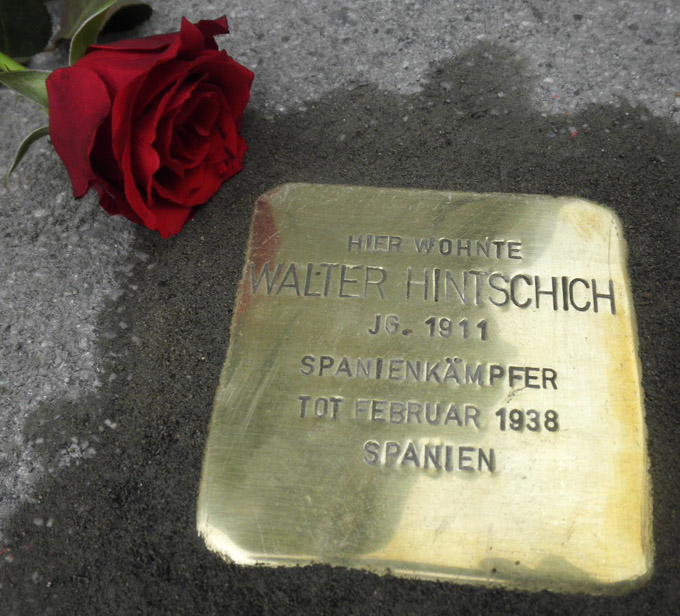 HIER WOHNTE
WALTER HINTSCHICH
JG. 1911
SPANIENKÄMPFER
TOT FEBRUAR 1938
SPANIEN